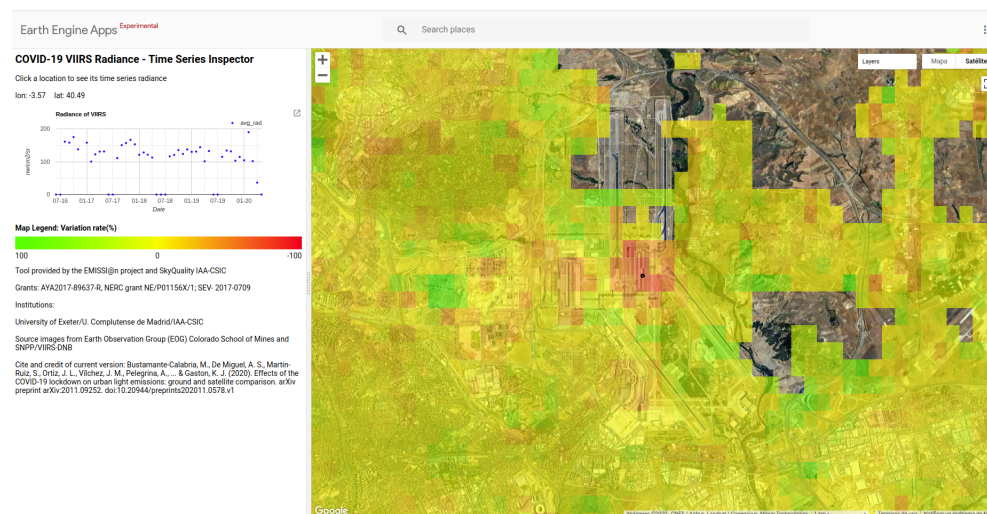 Earth Engine Apps Experimental
Search places
COVID-19 VIIRS Radiance - Time Series Inspector
Click a location to see its time series radiance
lon: -3.57 lat: 40.49
Radiance of VIIRS
avg_rad
200
100
0
nw/cm2/sr
07-16 01-17 07-17 01-18 07-18 01-19 07-19 01-20
Date
Map Legend: Variation rate(%)
100 0 -100
Tool provided by the EMISSI@n project and SkyQuality IAA-CSIC
Grants: AYA2017-89637-R, NERC grant NE/P01156X/1; SEV- 2017-0709
Institutions:
University of Exeter/U. Complutense de Madrid/IAA-CSIC
Source images from Earth Observation Group (EOG) Colorado School of Mines and
SNPP/VIIRS-DNB
Cite and credit of current version: Bustamante-Calabria, M., De Miguel, A. S., Martín-
Ruiz, S., Ortiz, J. L., Vílchez, J. M., Pelegrina, A., ... & Gaston, K. J. (2020). Effects of the
COVID-19 lockdown on urban light emissions: ground and satellite comparison. arXiv
preprint arXiv:2011.09252. doi:10.20944/preprints202011.0578.v1
+
−
Layers
Mapa Satélite
Google